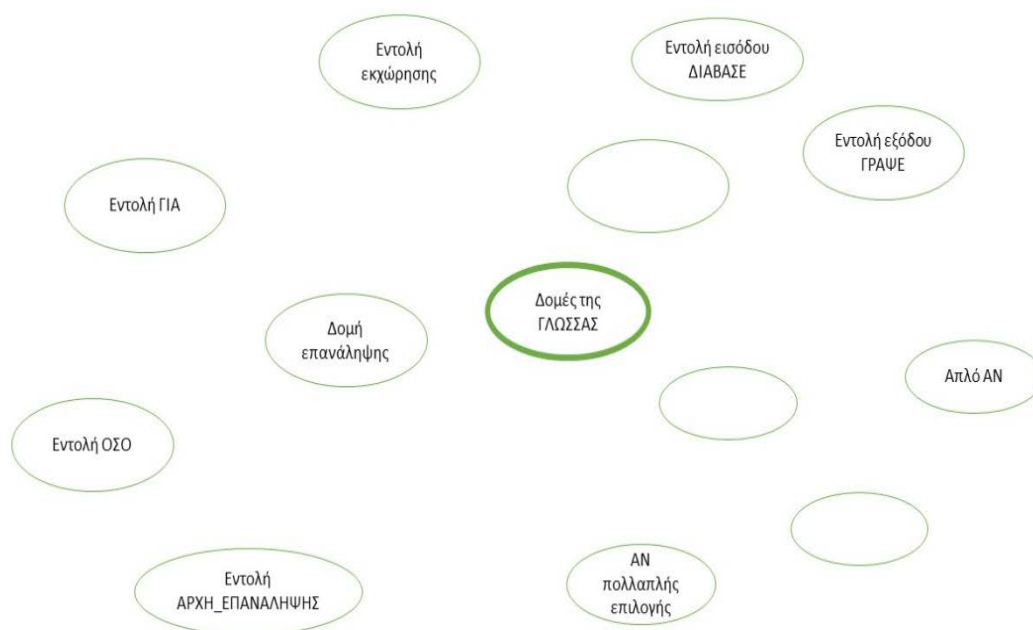 Εντολή
εκχώρησης
Εντολή εισόδου
ΔΙΑΒΑΣΕ
Εντολή εξόδου
ΓΡΑΨΕ
Εντολή ΓΙΑ
Δομές της
ΓΛΩΣΣΑΣ
Δομή
επανάληψης
Απλό ΑΝ
Εντολή ΟΣΟ
Εντολή
ΑΡΧΗ_ΕΠΑΝΑΛΗΨΗΣ
ΑΝ
πολλαπλής
επιλογής